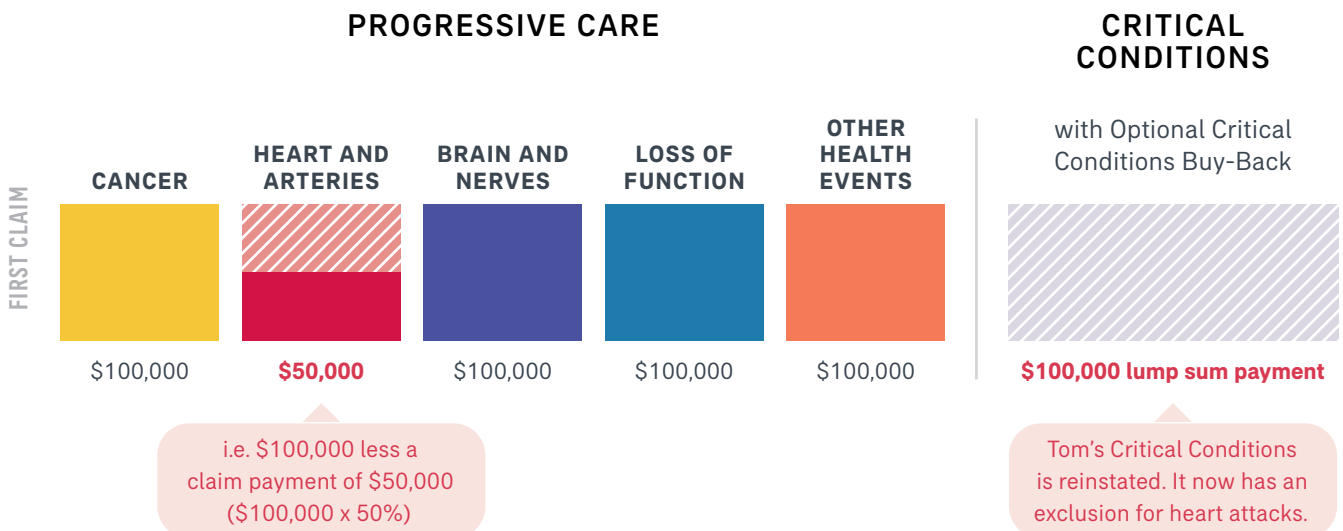 PROGRESSIVE CARE
CRITICAL
CONDITIONS
with Optional Critical
Conditions Buy-Back
FIRST CLAIM
CANCER
HEART AND
ARTERIES
BRAIN AND
NERVES
LOSS OF
FUNCTION
OTHER
HEALTH
EVENTS
$100,000
$50,000
$100,000
$100,000
$100,000
$100,000 lump sum payment
i.e. $100,000 less a
claim payment of $50,000
($100,000 x 50%)
Tom's Critical Conditions
is reinstated. It now has an
exclusion for heart attacks.